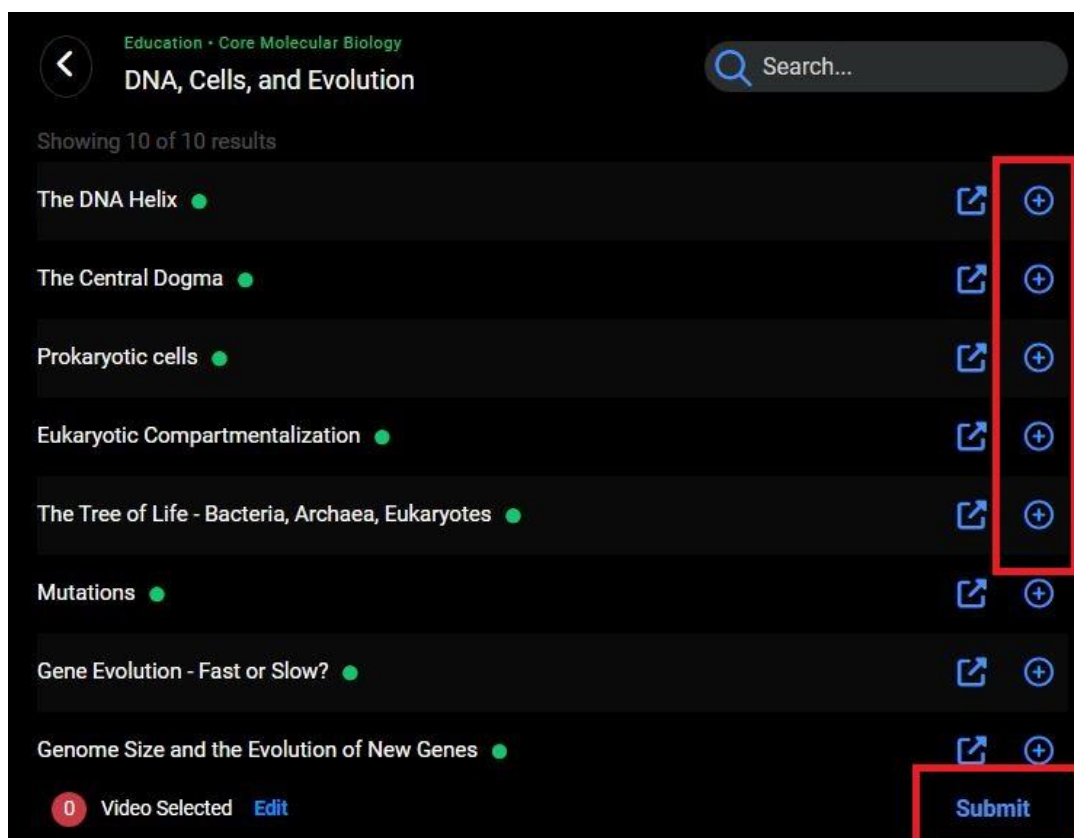 Education • Core Molecular Biology
DNA, Cells, and Evolution
Search...
Showing 10 of 10 results
The DNA Helix
The Central Dogma
Prokaryotic cells
Eukaryotic Compartmentalization
The Tree of Life - Bacteria, Archaea, Eukaryotes
Mutations
Gene Evolution - Fast or Slow?
Genome Size and the Evolution of New Genes
0 Video Selected Edit Submit